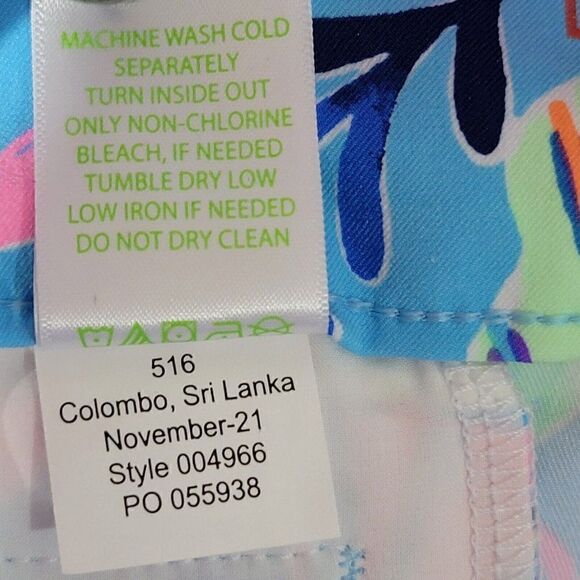 MACHINE WASH COLD
SEPARATELY
TURN INSIDE OUT
ONLY NON-CHLORINE
BLEACH, IF NEEDED
TUMBLE DRY LOW
LOW IRON IF NEEDED
DO NOT DRY CLEAN
516
Colombo, Sri Lanka
November-21
Style 004966
PO 055938